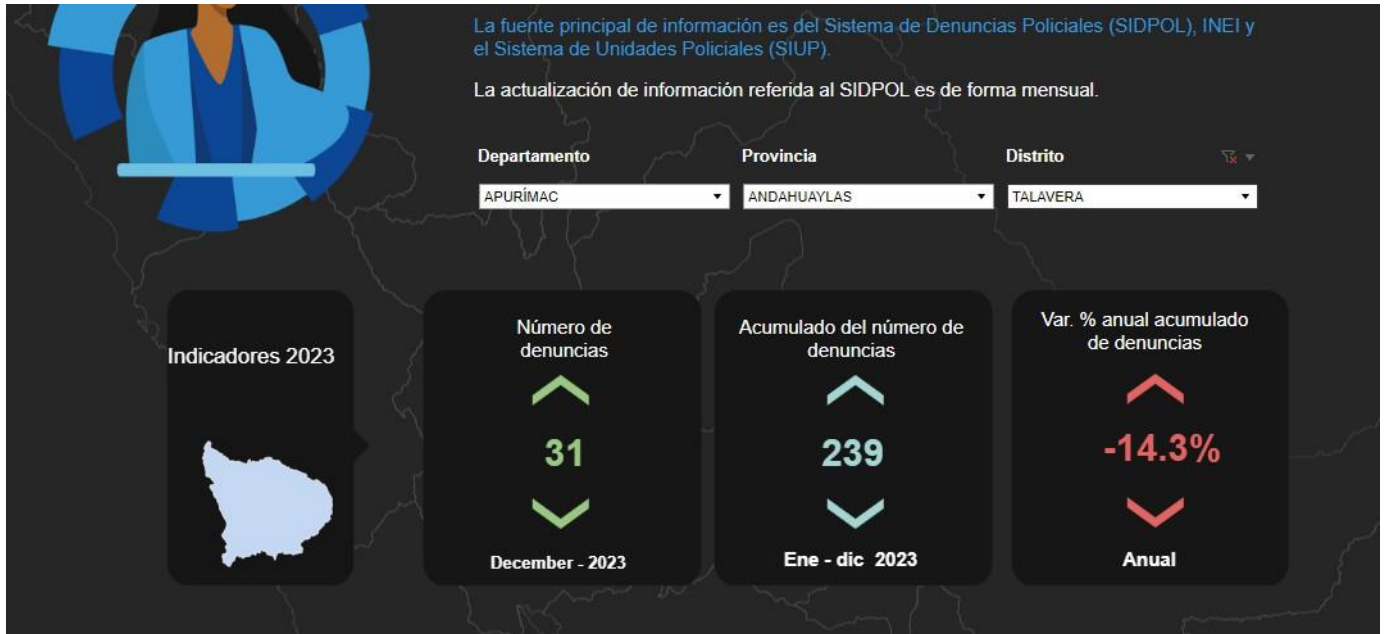 La fuente principal de información es del Sistema de Denuncias Policiales (SIDPOL), INEI y
el Sistema de Unidades Policiales (SIUP).
La actualización de información referida al SIDPOL es de forma mensual.
Departamento
Provincia
Distrito
APURÍMAC
ANDAHUAYLAS
TALAVERA
Indicadores 2023
Número de
denuncias
31
December - 2023
Acumulado del número de
denuncias
239
Ene - dic 2023
Var. % anual acumulado
de denuncias
-14.3%
Anual